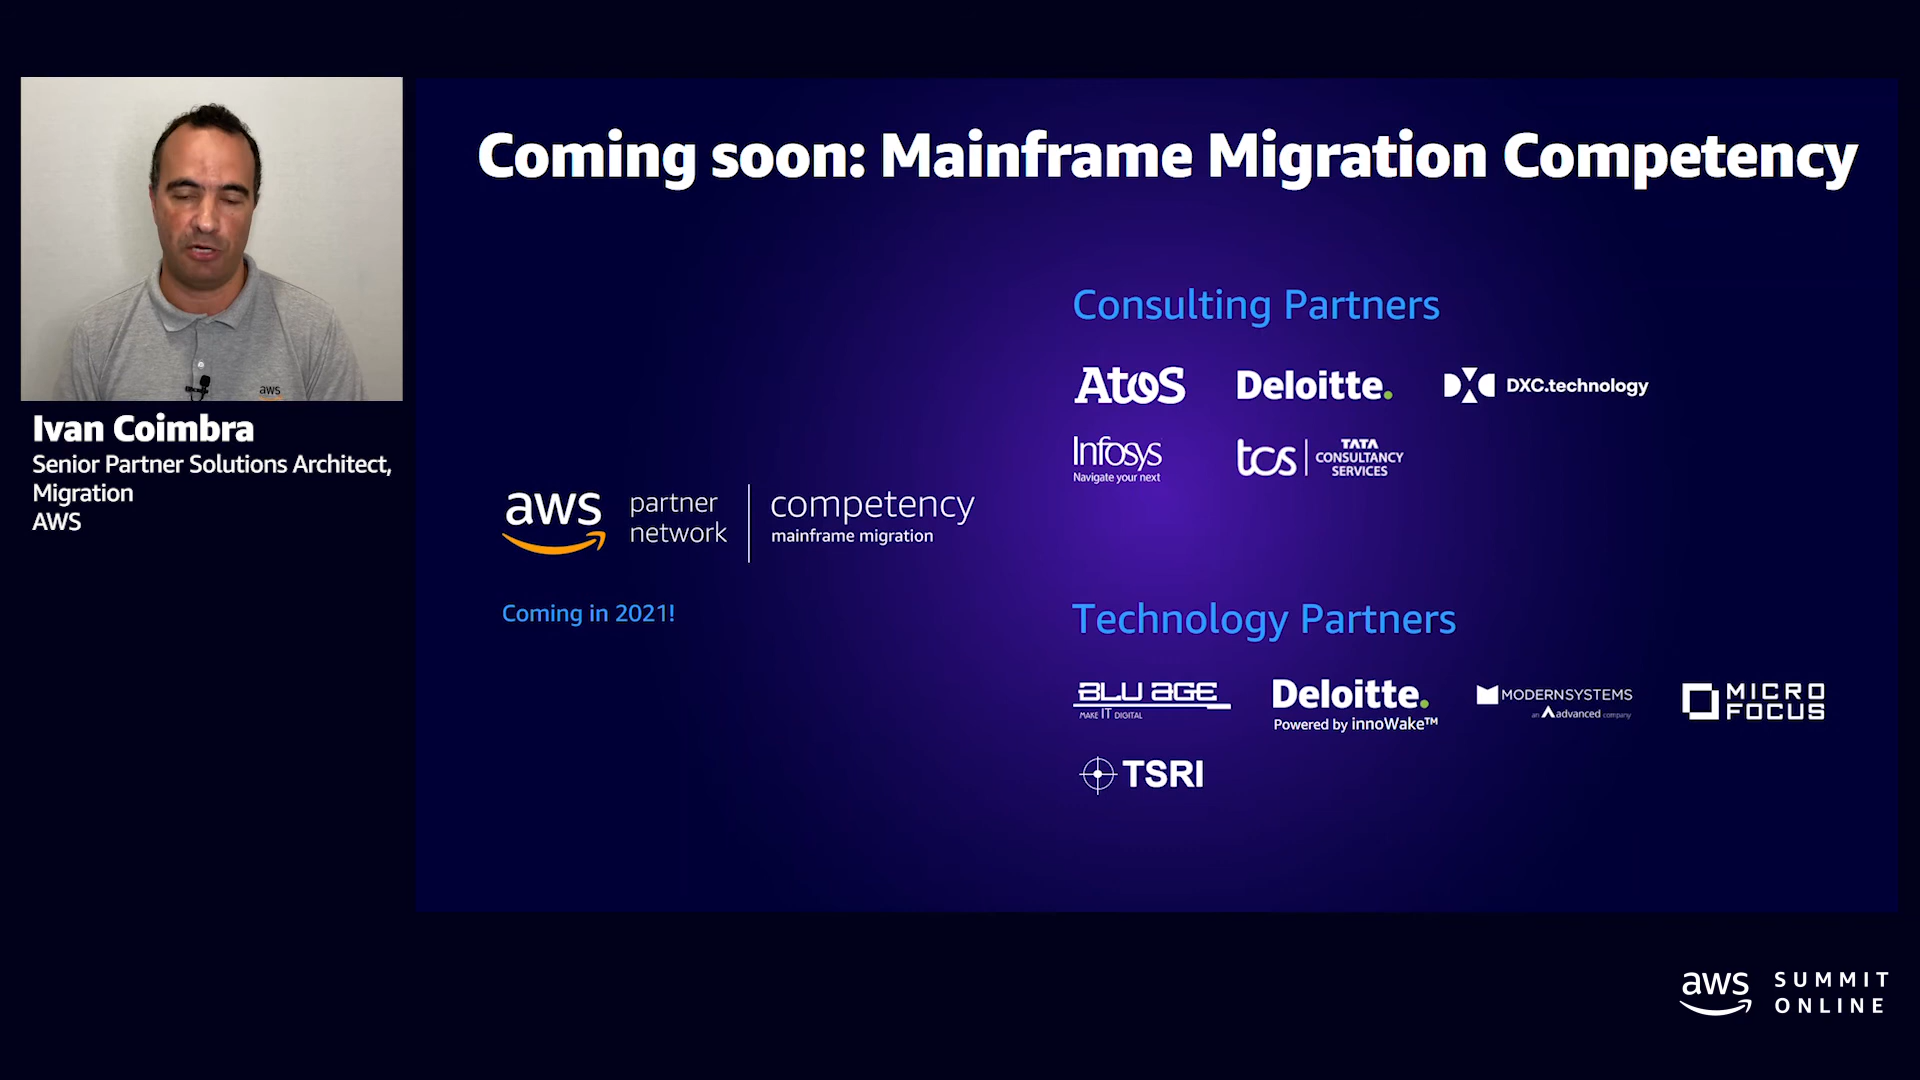 Coming soon: Mainframe Migration Competency
aws
Ivan Coimbra
Senior Partner Solutions Architect,
Migration
AWS
aws partner network | competency
mainframe migration
Coming in 2021!
Consulting Partners
Atos
Deloitte.
DXC.technology
Infosys
Navigate your next
tcs | TATA
CONSULTANCY
SERVICES
Technology Partners
BLU AGE
MAKE IT DIGITAL
Deloitte.
Powered by innoWake™
MODERNSYSTEMS
an advanced company
MICRO
FOCUS
TSRI
aws SUMMIT
ONLINE